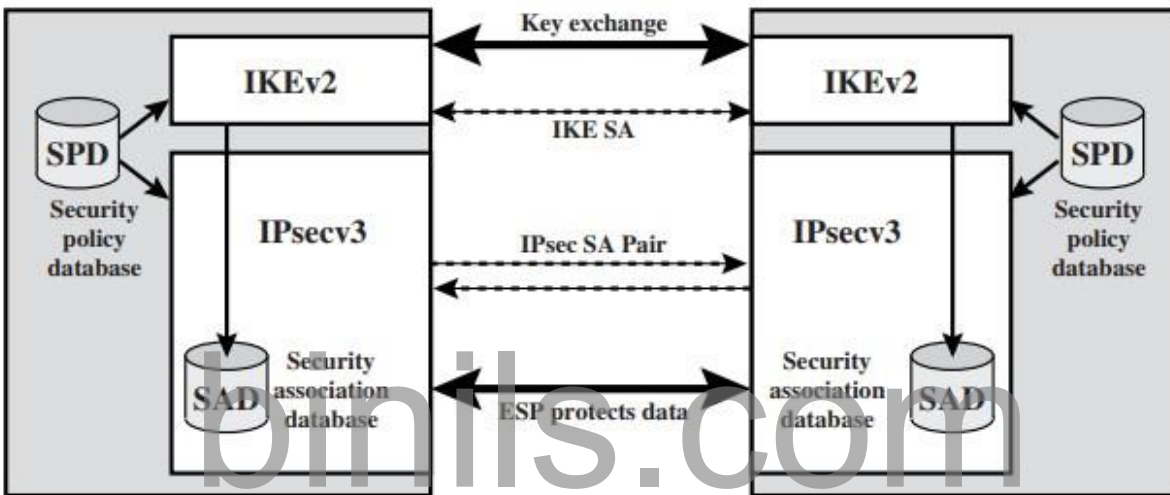 Key exchange
IKEv2
IKEv2
IKE SA
SPD
SPD
Security
policy
database
Security
policy
database
IPsecv3
IPsecv3
IPsec SA Pair
SAD
Security
association
database
ESP protects data
Security
association
database
SAD
binils.com